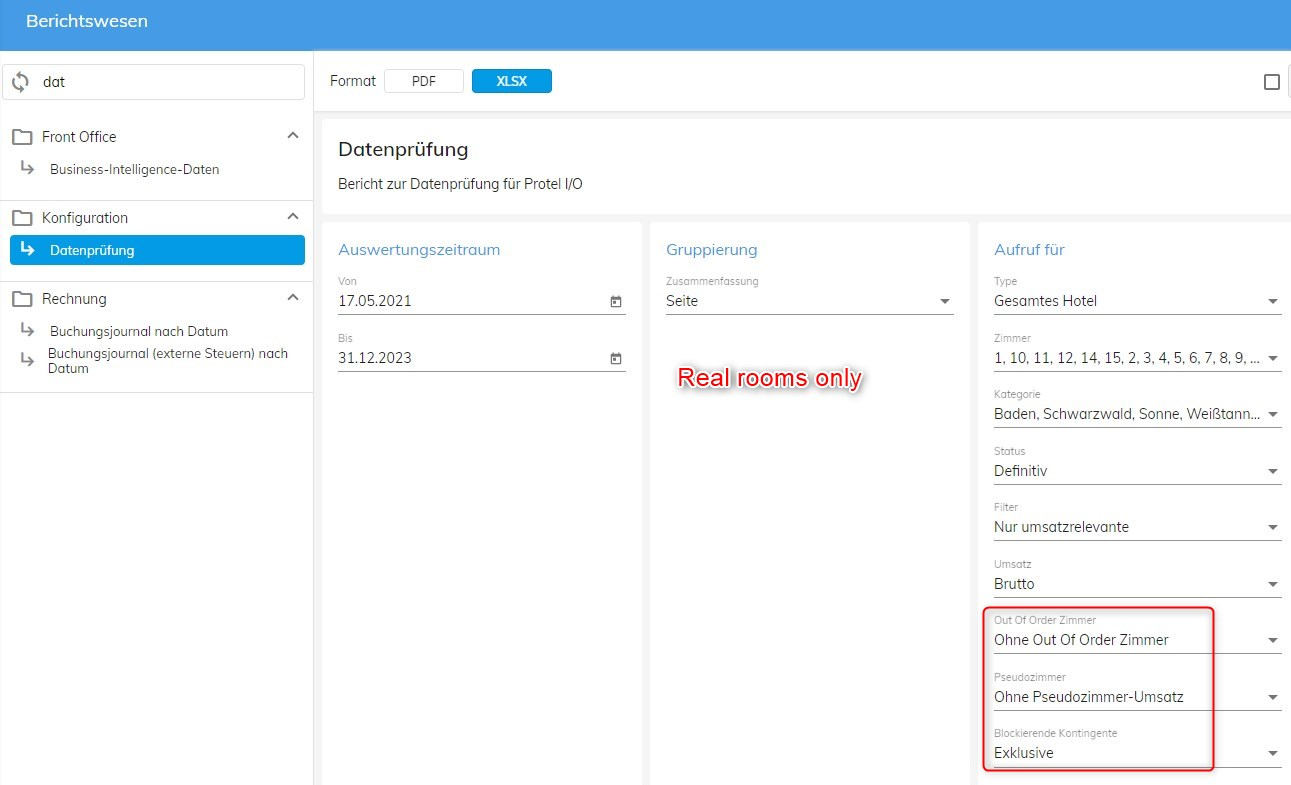 Berichtswesen
dat
Format
PDF
XLSX
Front Office
Business-Intelligence-Daten
Konfiguration
Datenprüfung
Rechnung
Buchungsjournal nach Datum
Buchungsjournal (externe Steuern) nach
Datum
Datenprüfung
Bericht zur Datenprüfung für Protel I/O
Auswertungszeitraum
Von
17.05.2021
Bis
31.12.2023
Gruppierung
Zusammenfassung
Seite
Real rooms only
Aufruf für
Type
Gesamtes Hotel
Zimmer
1, 10, 11, 12, 14, 15, 2, 3, 4, 5, 6, 7, 8, 9, ...
Kategorie
Baden, Schwarzwald, Sonne, Weißtann...
Status
Definitiv
Filter
Nur umsatzrelevante
Umsatz
Brutto
Out Of Order Zimmer
Ohne Out Of Order Zimmer
Pseudozimmer
Ohne Pseudozimmer-Umsatz
Blockierende Kontingente
Exklusive